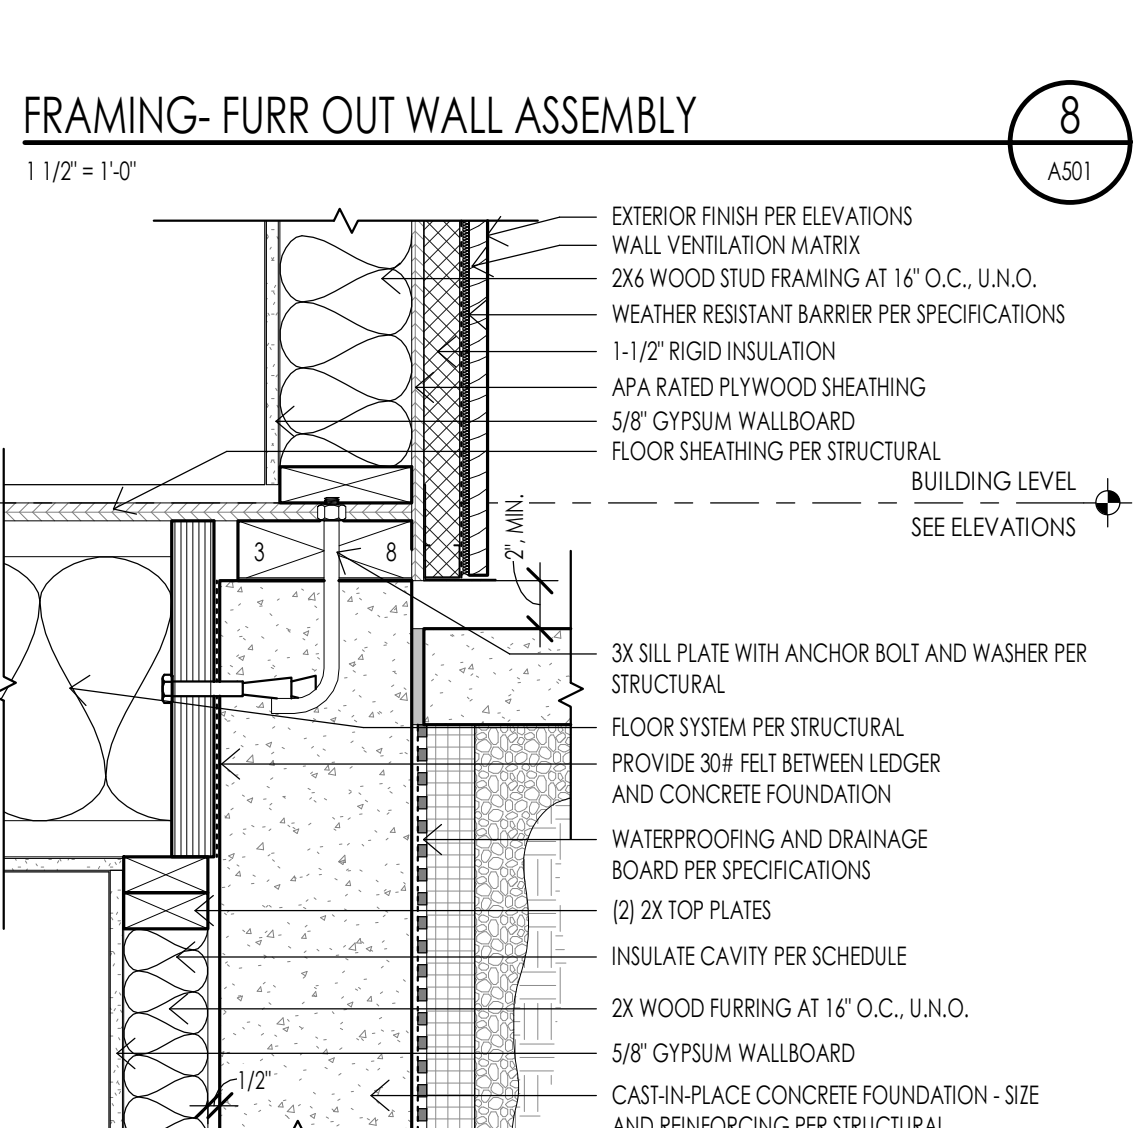 FRAMING- FURR OUT WALL ASSEMBLY
8
1 1/2" = 1'-0"
A501
EXTERIOR FINISH PER ELEVATIONS
WALL VENTILATION MATRIX
2X6 WOOD STUD FRAMING AT 16" O.C., U.N.O.
WEATHER RESISTANT BARRIER PER SPECIFICATIONS
1-1/2" RIGID INSULATION
APA RATED PLYWOOD SHEATHING
5/8" GYPSUM WALLBOARD
FLOOR SHEATHING PER STRUCTURAL
BUILDING LEVEL
SEE ELEVATIONS
2", MIN.
3 8
3X SILL PLATE WITH ANCHOR BOLT AND WASHER PER
STRUCTURAL
FLOOR SYSTEM PER STRUCTURAL
PROVIDE 30# FELT BETWEEN LEDGER
AND CONCRETE FOUNDATION
WATERPROOFING AND DRAINAGE
BOARD PER SPECIFICATIONS
(2) 2X TOP PLATES
INSULATE CAVITY PER SCHEDULE
2X WOOD FURRING AT 16" O.C., U.N.O.
5/8" GYPSUM WALLBOARD
1/2"
CAST-IN-PLACE CONCRETE FOUNDATION - SIZE
AND REINFORCING PER STRUCTURAL